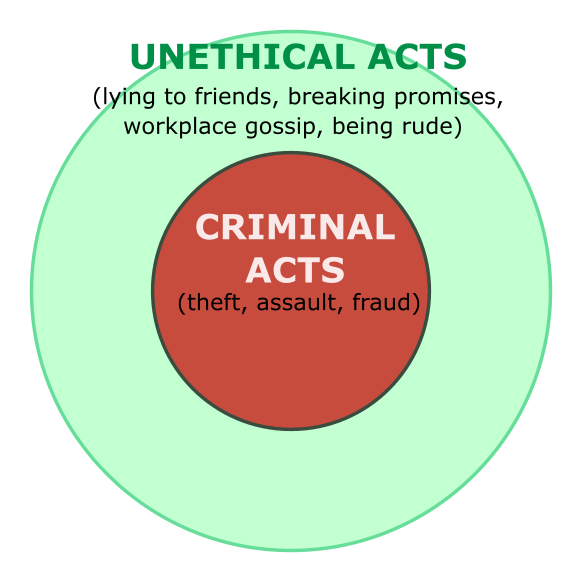 UNETHICAL ACTS
(lying to friends, breaking promises,
workplace gossip, being rude)
CRIMINAL
ACTS
(theft, assault, fraud)